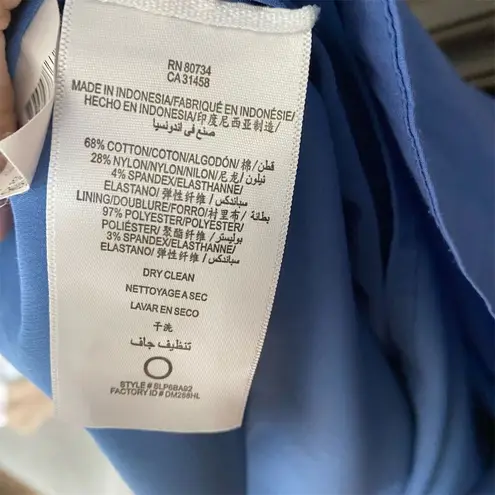 RN 80734
CA 31458
MADE IN INDONESIA/FABRIQUÉ EN INDONÉSIE/
HECHO EN INDONESIA/印度尼西亚制造/
صنع في أندونسيا
68% COTTON/COTON/ALGODÓN/棉/قطن
28% NYLON/NYLON/NILON/尼龙/نيلون
4% SPANDEX/ELASTHANNE/
ELASTANO/弹性纤维/سباندكس
LINING/DOUBLURE/FORRO/衬里布/بطانة
97% POLYESTER/POLYESTER/
POLIÉSTER/聚酯纤维/بوليستر
3% SPANDEX/ELASTHANNE/
ELASTANO/弹性纤维/سباندكس
DRY CLEAN
NETTOYAGE A SEC
LAVAR EN SECO
干洗
تنظيف جاف
STYLE # SLP6BA92
FACTORY ID # DM288HL